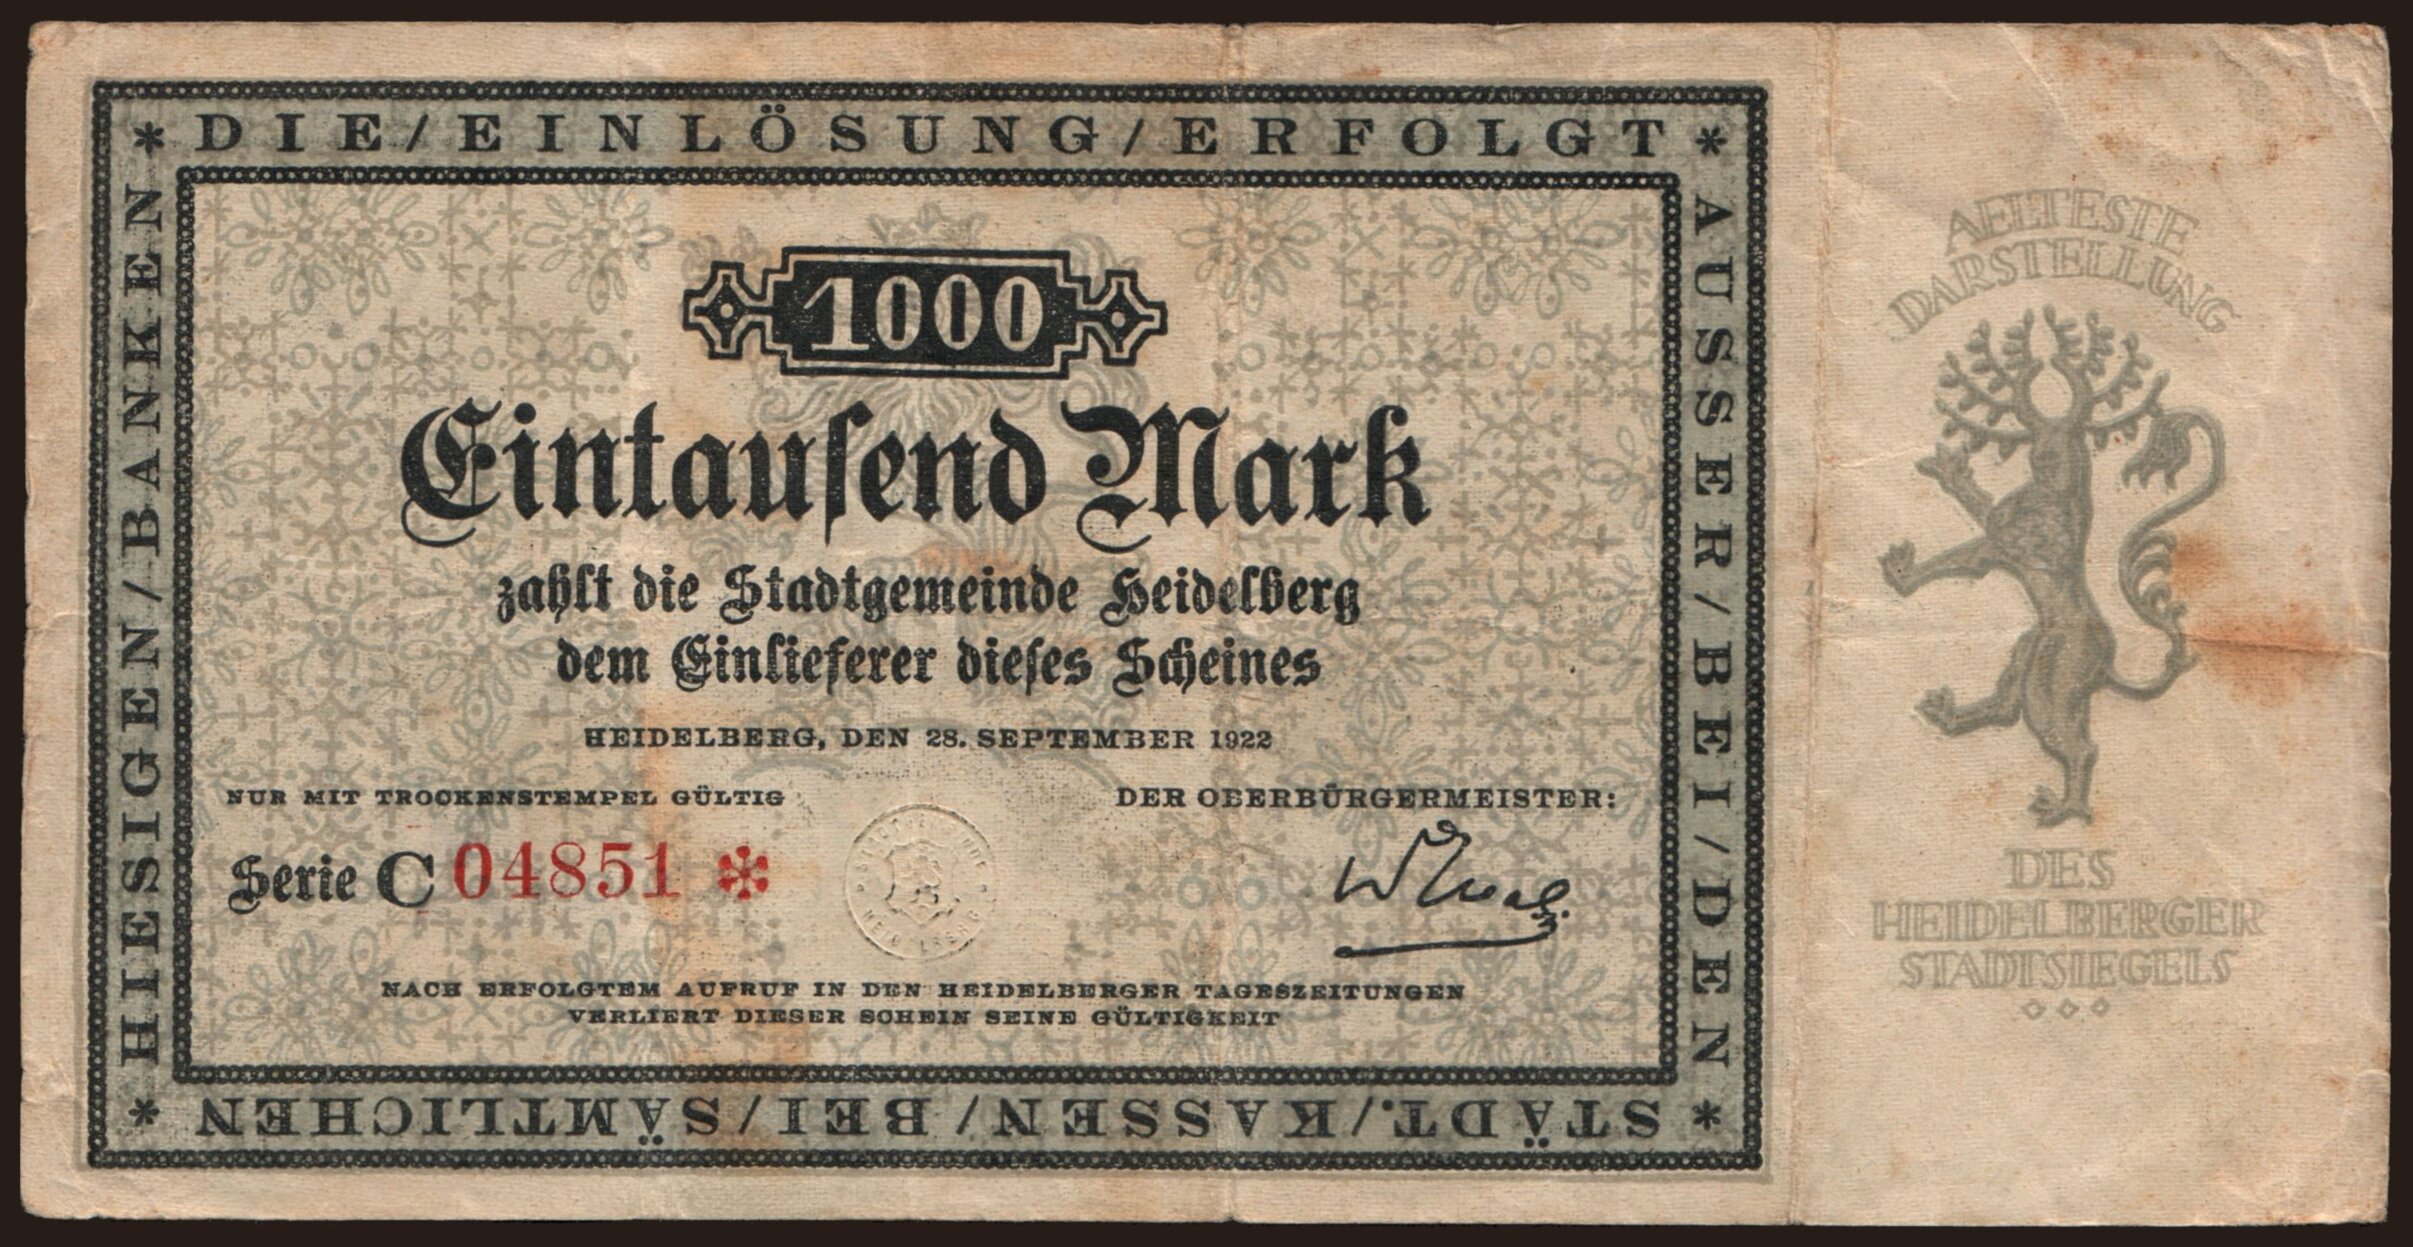 * DIE/EINLÖSUNG/ERFOLGT *
AUSSER/BEI/DEN *
STÄDT./KASSEN/BEI/SÄMTLICHEN *
HIESIGEN/BANKEN
1000
Eintausend Mark
zahlt die Stadtgemeinde Heidelberg
dem Einlieferer dieses Scheines
HEIDELBERG, DEN 28. SEPTEMBER 1922
NUR MIT TROCKENSTEMPEL GÜLTIG
DER OBERBÜRGERMEISTER:
Serie C 04851 *
NACH ERFOLGTEM AUFRUF IN DEN HEIDELBERGER TAGESZEITUNGEN
VERLIERT DIESER SCHEIN SEINE GÜLTIGKEIT
AELTESTE
DARSTELLUNG
DES
HEIDELBERGER
STADTSIEGELS